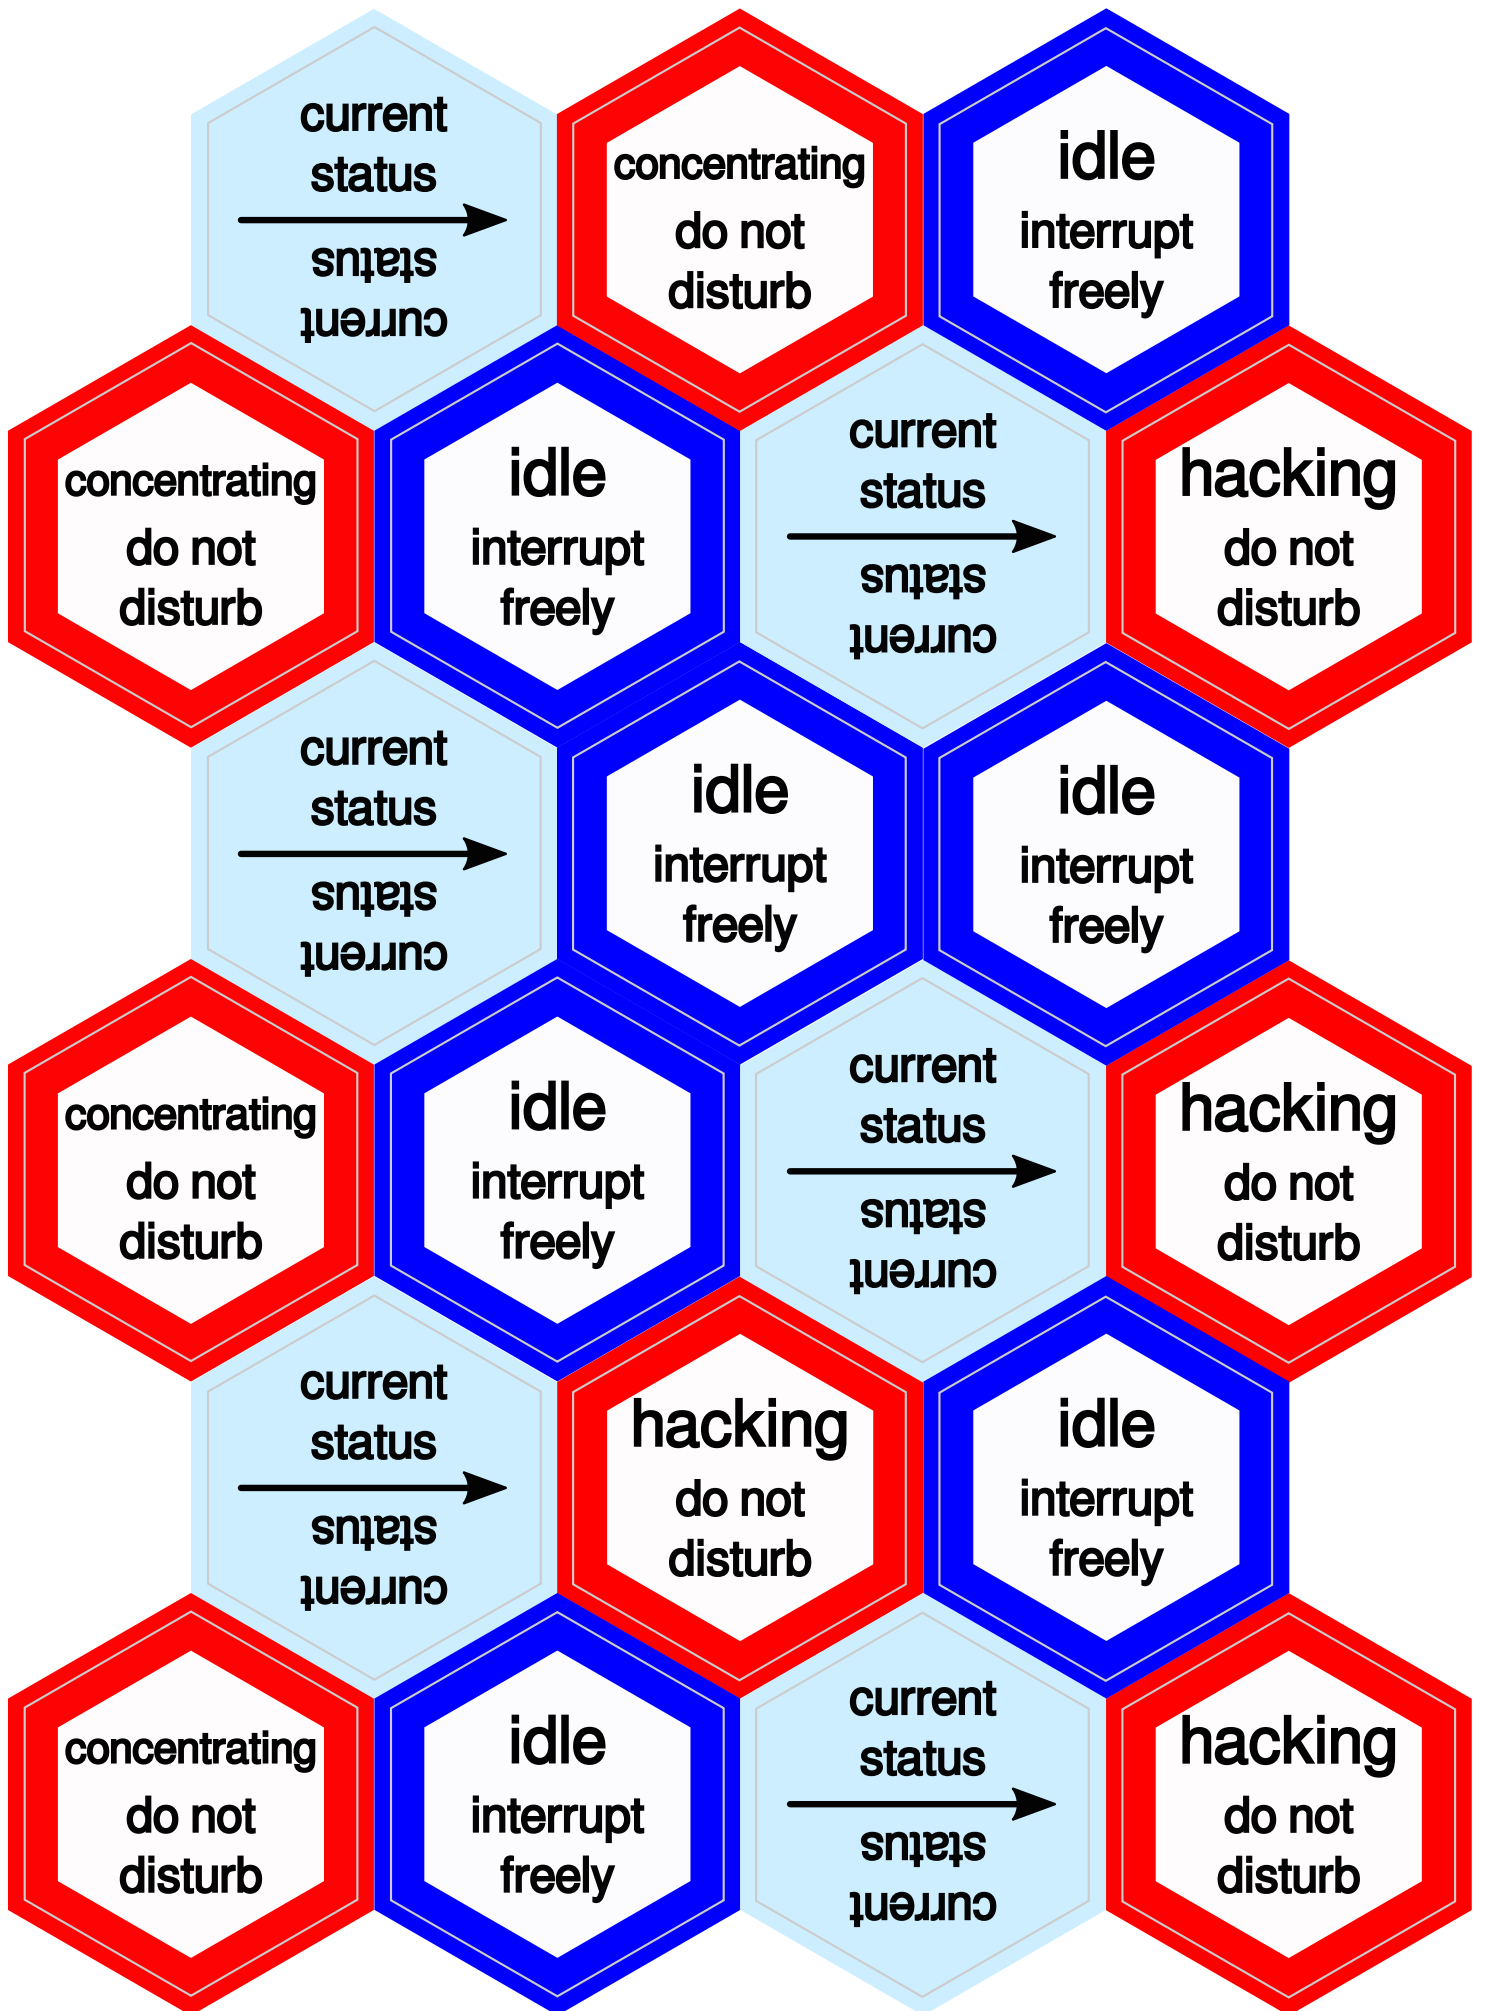 current
status
status
current
concentrating
do not
disturb
idle
interrupt
freely
concentrating
do not
disturb
idle
interrupt
freely
current
status
status
current
hacking
do not
disturb
current
status
status
current
idle
interrupt
freely
idle
interrupt
freely
concentrating
do not
disturb
idle
interrupt
freely
current
status
status
current
hacking
do not
disturb
current
status
status
current
hacking
do not
disturb
idle
interrupt
freely
concentrating
do not
disturb
idle
interrupt
freely
current
status
status
current
hacking
do not
disturb